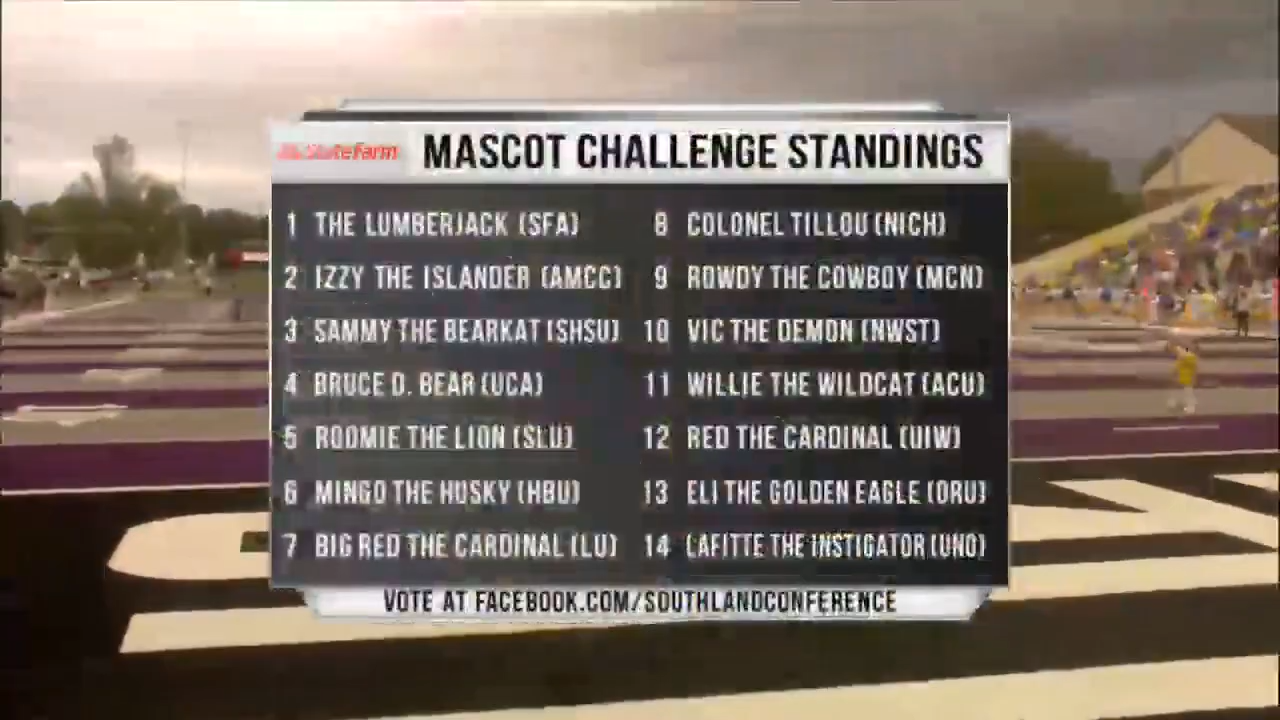 StateFarm MASCOT CHALLENGE STANDINGS
1 THE LUMBERJACK (SFA)
2 IZZY THE ISLANDER (AMCC)
3 SAMMY THE BEARKAT (SHSU)
4 BRUCE D. BEAR (UCA)
5 ROOMIE THE LION (SLU)
6 MINGO THE HUSKY (HBU)
7 BIG RED THE CARDINAL (LU)
8 COLONEL TILLOU (NICH)
9 ROWDY THE COWBOY (MCN)
10 VIC THE DEMON (NWST)
11 WILLIE THE WILDCAT (ACU)
12 RED THE CARDINAL (UIW)
13 ELI THE GOLDEN EAGLE (ORU)
14 LAFITTE THE INSTIGATOR (UNO)
VOTE AT FACEBOOK.COM/SOUTHLANDCONFERENCE